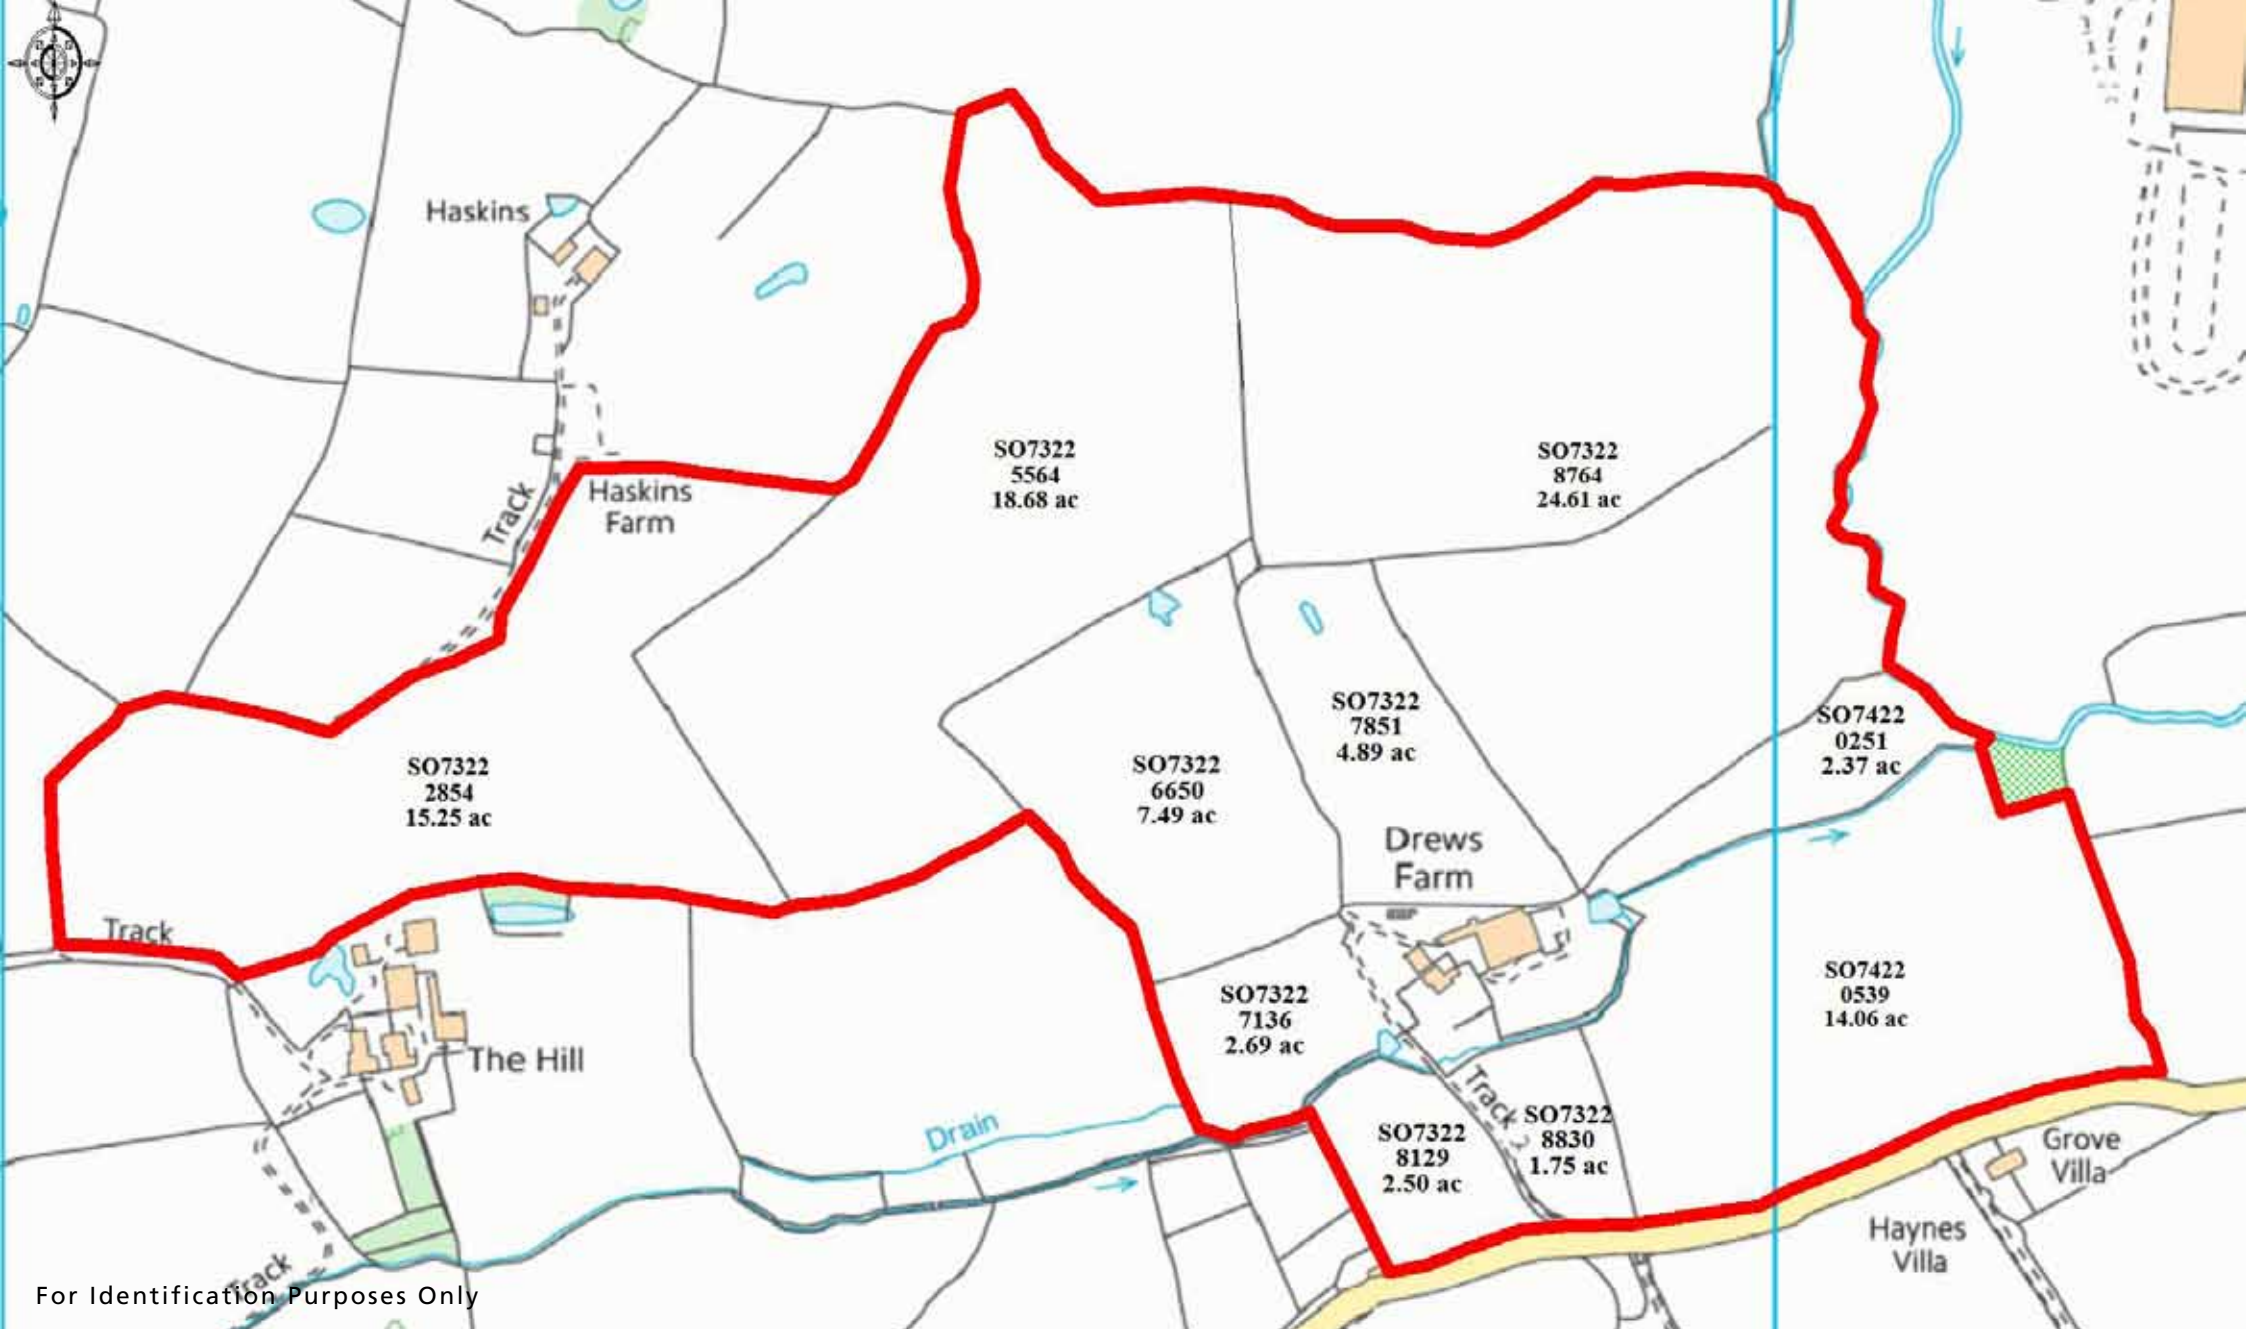 Haskins
SO7322
5564
18.68 ac
SO7322
8764
24.61 ac
Track
Haskins
Farm
SO7322
7851
4.89 ac
SO7422
0251
2.37 ac
SO7322
2854
15.25 ac
SO7322
6650
7.49 ac
Drews
Farm
Track
SO7322
7136
2.69 ac
SO7422
0539
14.06 ac
The Hill
Drain
Track
SO7322
8129
2.50 ac
SO7322
8830
1.75 ac
Grove
Villa
Haynes
Villa
Track
For Identification Purposes Only